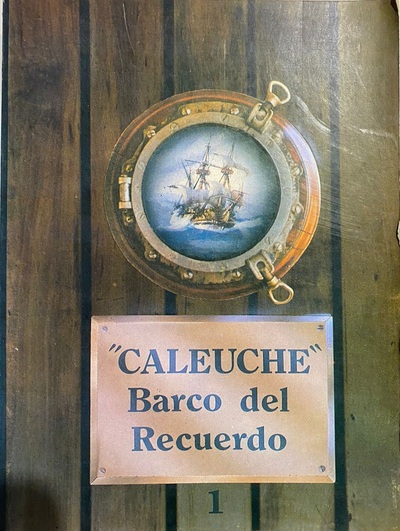 "CALEUCHE"
Barco del
Recuerdo
1